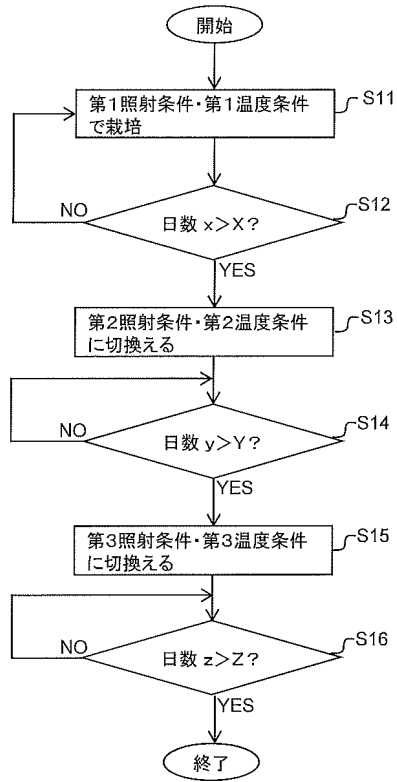 開始
第1照射条件・第1温度条件
で栽培
S11
日数 x>X?
S12
NO
YES
第2照射条件・第2温度条件
に切換える
S13
日数 y>Y?
S14
NO
YES
第3照射条件・第3温度条件
に切換える
S15
日数 z>Z?
S16
NO
YES
終了